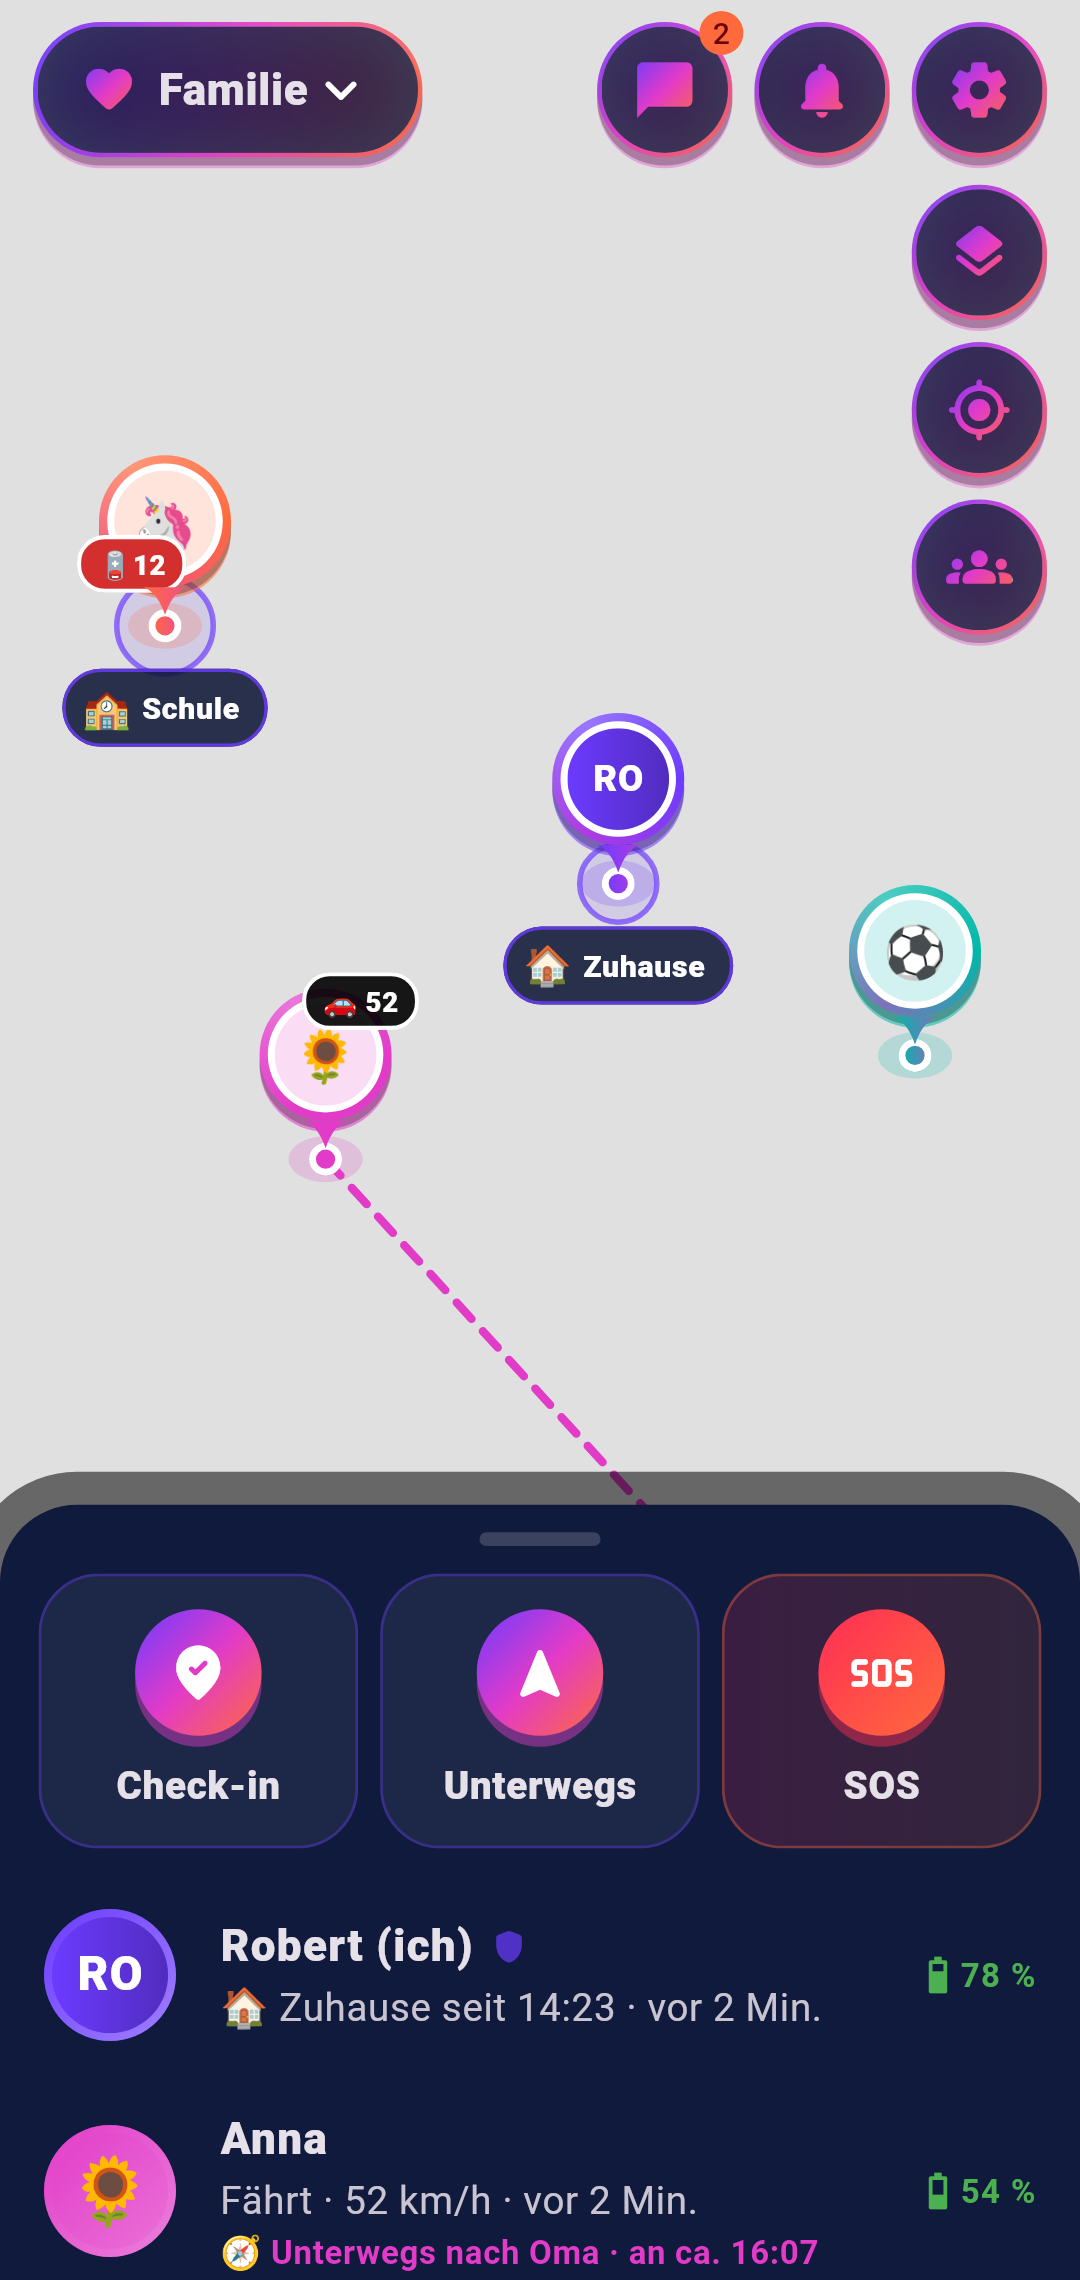 Familie
2
12
Schule
RO
Zuhause
52
SOS
Check-in
Unterwegs
SOS
RO
Robert (ich)
Zuhause seit 14:23 · vor 2 Min.
78 %
Anna
Fährt · 52 km/h · vor 2 Min.
54 %
Unterwegs nach Oma · an ca. 16:07